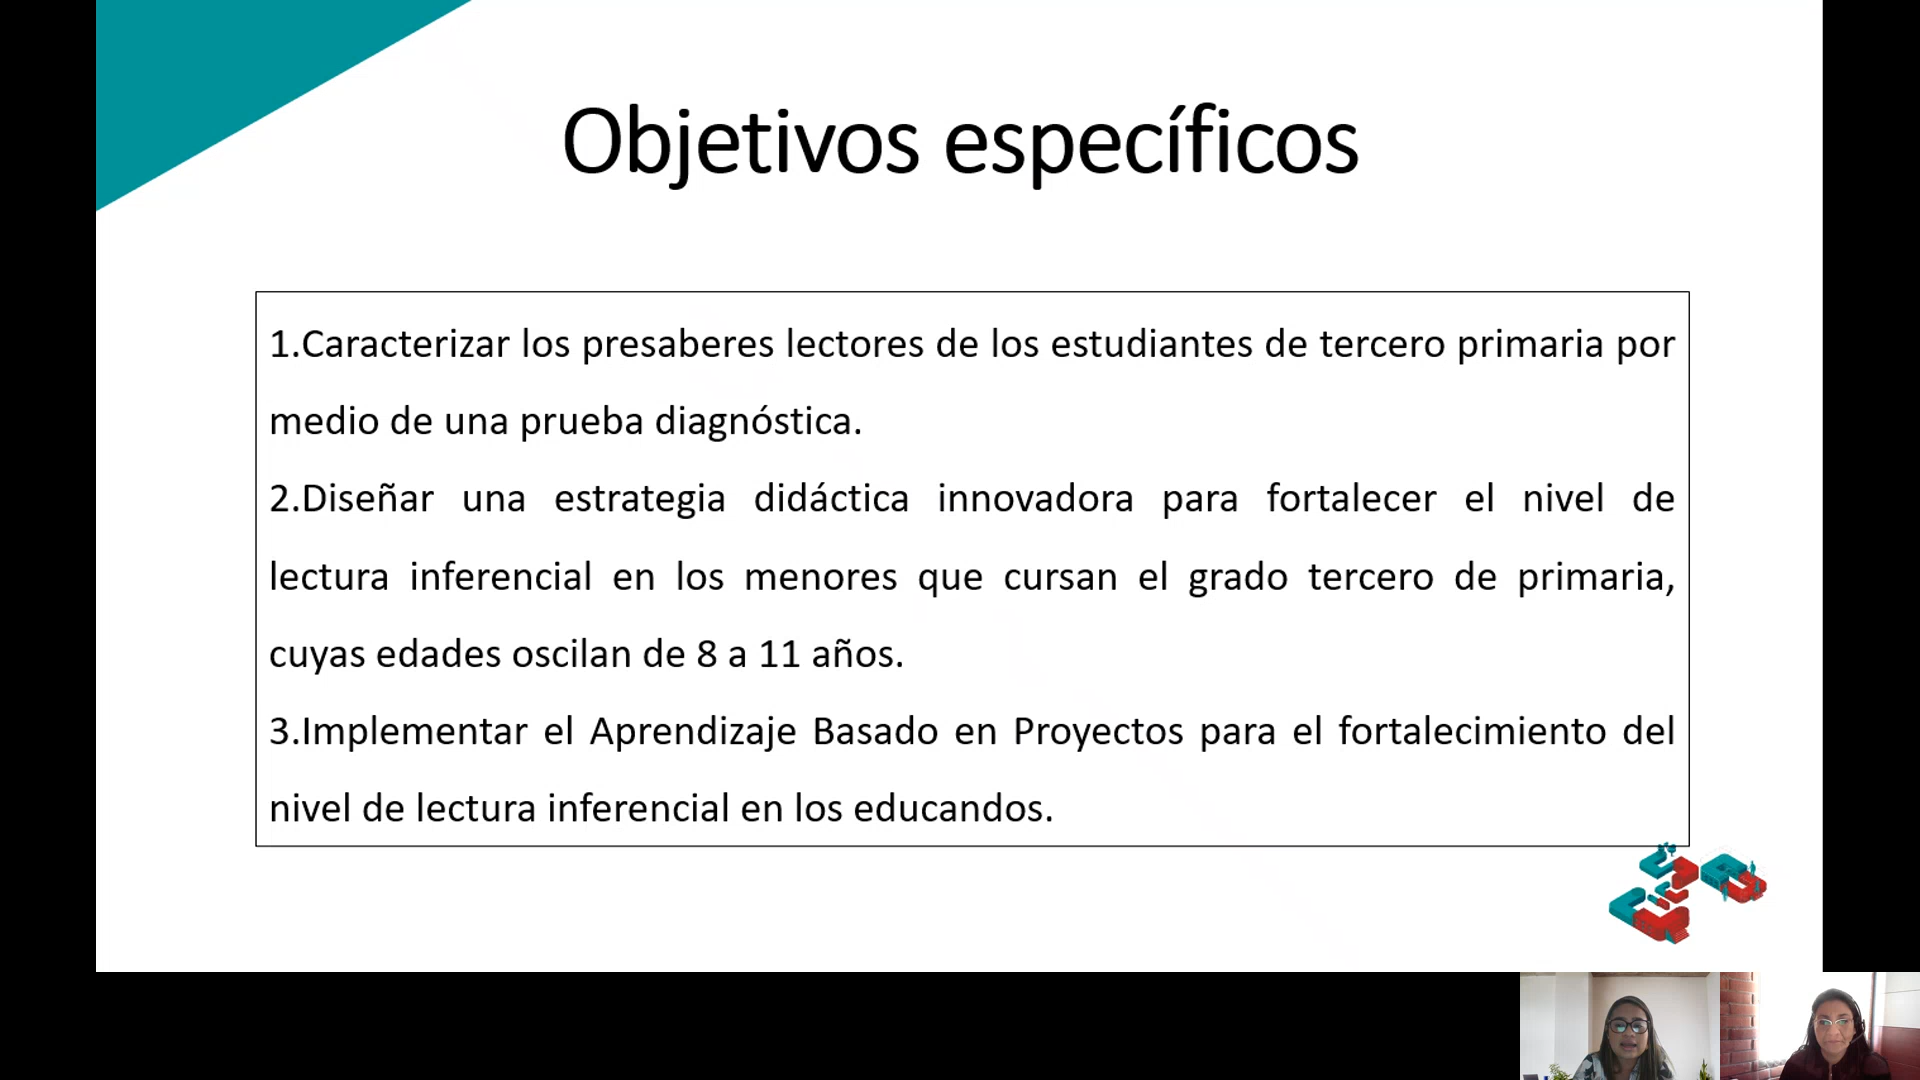 Objetivos específicos
1.Caracterizar los presaberes lectores de los estudiantes de tercero primaria por
medio de una prueba diagnóstica.
2.Diseñar una estrategia didáctica innovadora para fortalecer el nivel de
lectura inferencial en los menores que cursan el grado tercero de primaria,
cuyas edades oscilan de 8 a 11 años.
3.Implementar el Aprendizaje Basado en Proyectos para el fortalecimiento del
nivel de lectura inferencial en los educandos.